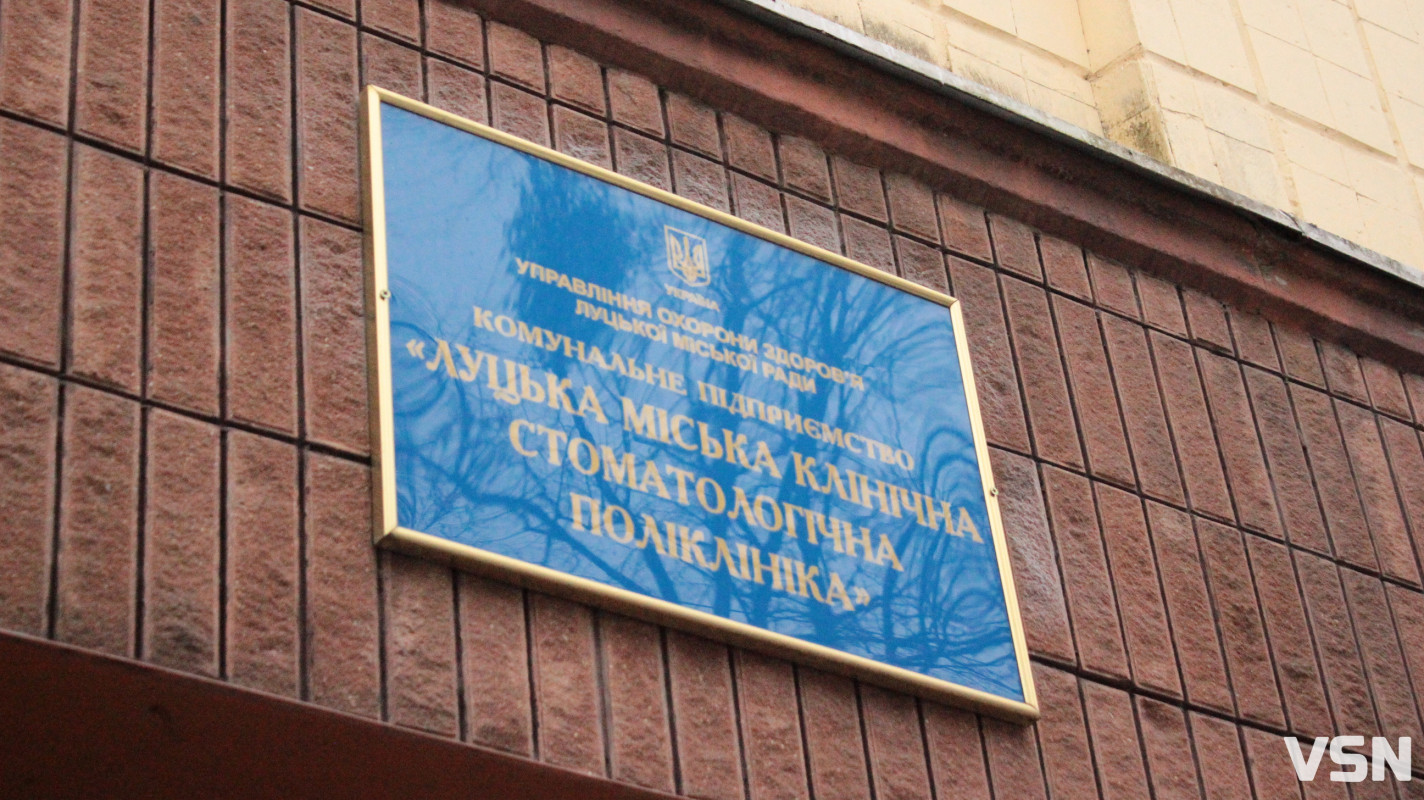 УКРАЇНА
УПРАВЛІННЯ ОХОРОНИ ЗДОРОВ'Я
ЛУЦЬКОЇ МІСЬКОЇ РАДИ
КОМУНАЛЬНЕ ПІДПРИЄМСТВО
«ЛУЦЬКА МІСЬКА КЛІНІЧНА
СТОМАТОЛОГІЧНА
ПОЛІКЛІНІКА»
VSN